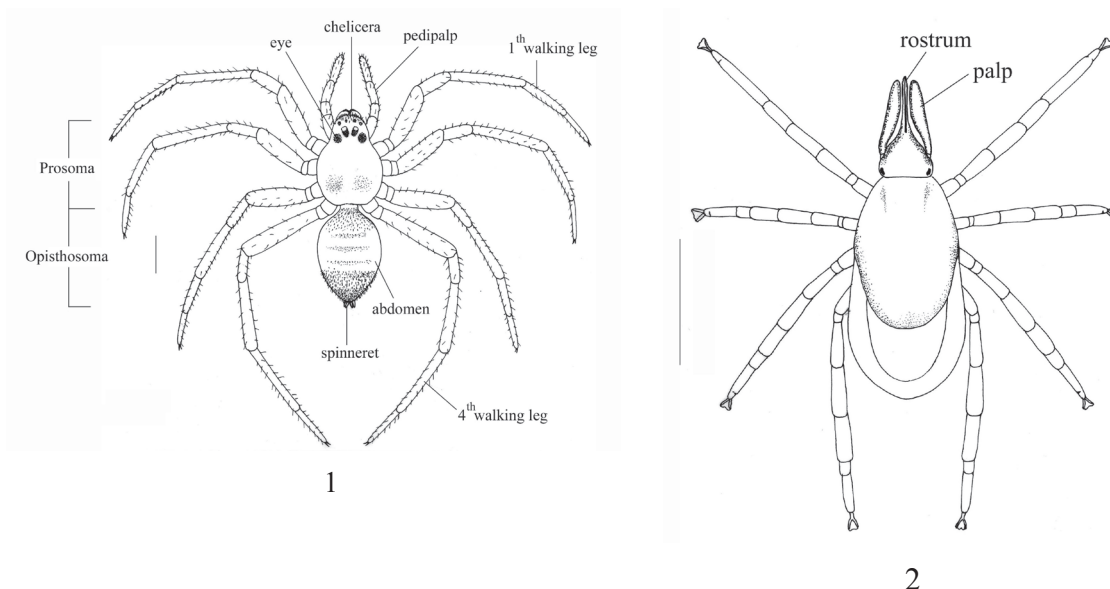 chelicera
eye
pedipalp
1th walking leg
Prosoma
Opisthosoma
abdomen
spinneret
4th walking leg
1
rostrum
palp
2